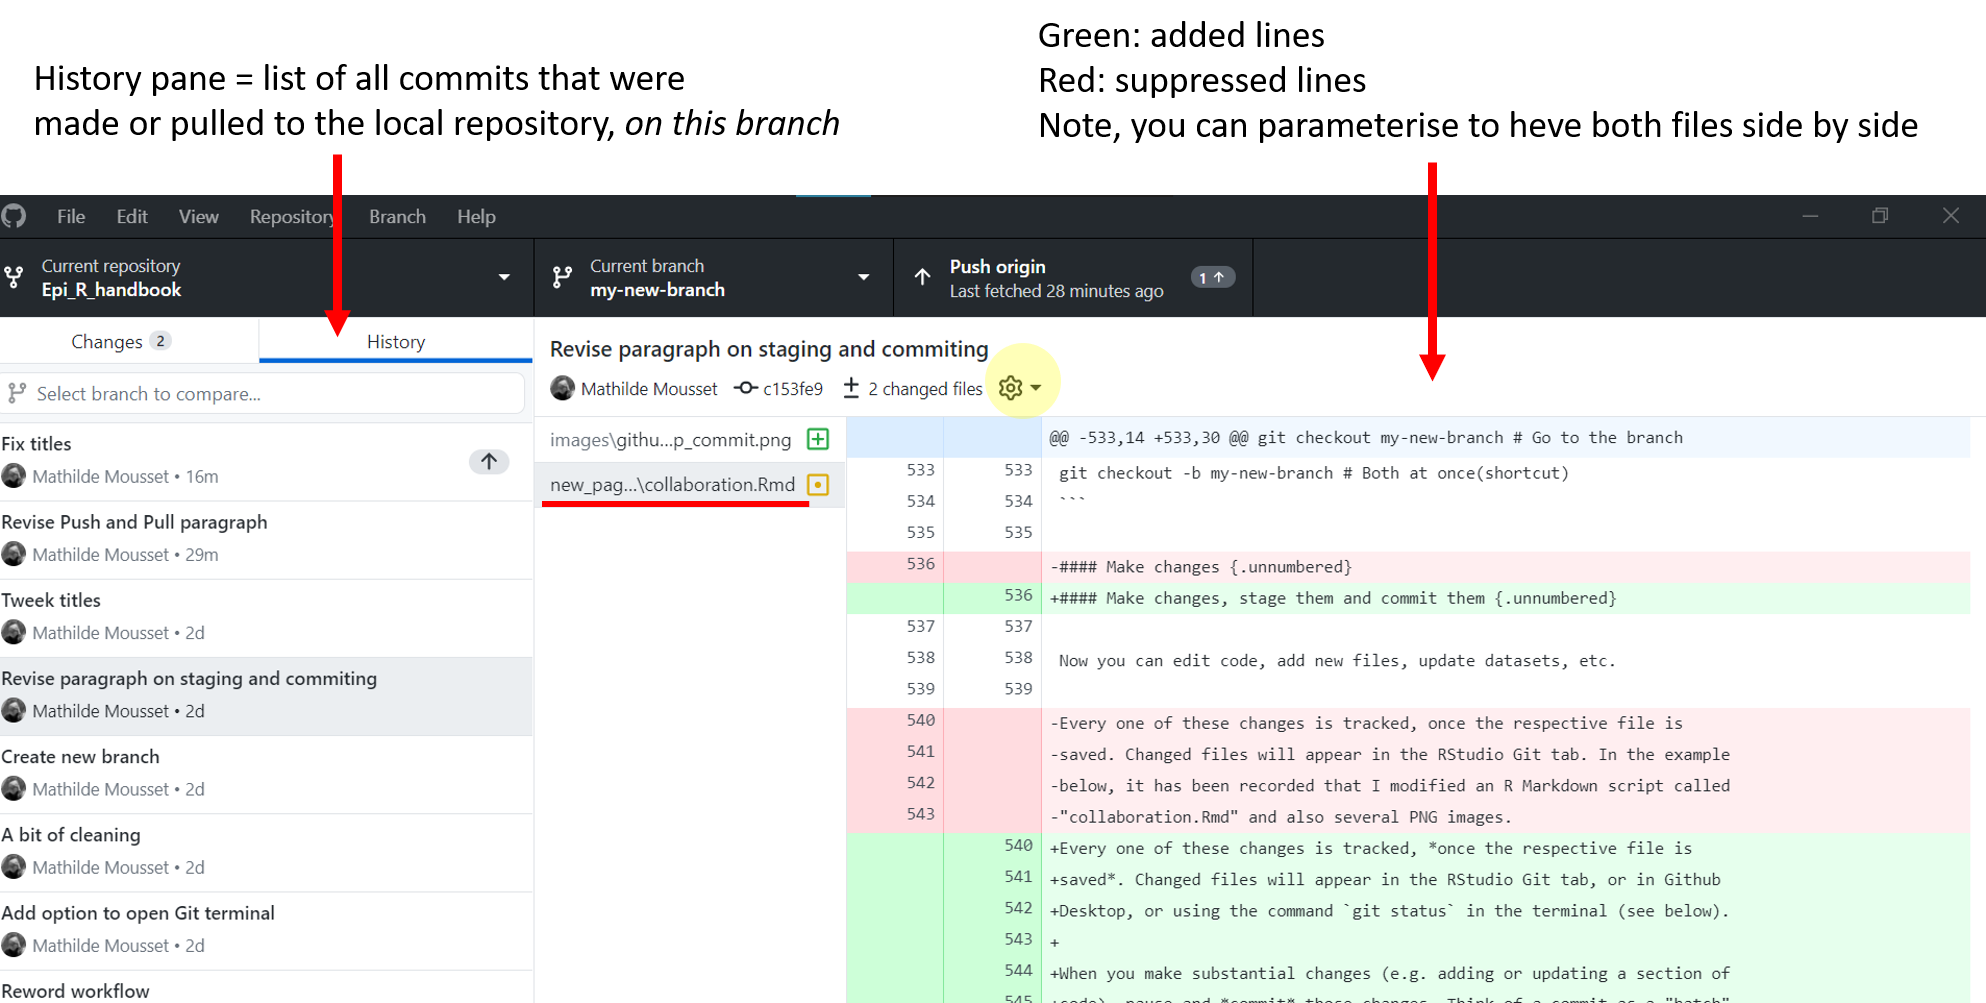 Green: added lines
Red: suppressed lines
Note, you can parameterise to heve both files side by side
History pane = list of all commits that were
made or pulled to the local repository, on this branch
File Edit View Repository Branch Help
Current repository
Epi_R_handbook
Current branch
my-new-branch
Push origin
Last fetched 28 minutes ago
1
Changes 2
History
Select branch to compare...
Fix titles
Mathilde Mousset • 16m
Revise Push and Pull paragraph
Mathilde Mousset • 29m
Tweek titles
Mathilde Mousset • 2d
Revise paragraph on staging and commiting
Mathilde Mousset • 2d
Create new branch
Mathilde Mousset • 2d
A bit of cleaning
Mathilde Mousset • 2d
Add option to open Git terminal
Mathilde Mousset • 2d
Reword workflow
Revise paragraph on staging and commiting
Mathilde Mousset c153fe9 2 changed files
images\githu...p_commit.png
new_pag...\collaboration.Rmd
@@ -533,14 +533,30 @@ git checkout my-new-branch # Go to the branch
533 533 git checkout -b my-new-branch # Both at once(shortcut)
534 534 ```
535 535
536 -#### Make changes {.unnumbered}
536 +#### Make changes, stage them and commit them {.unnumbered}
537 537
538 538 Now you can edit code, add new files, update datasets, etc.
539 539
540 -Every one of these changes is tracked, once the respective file is
541 -saved. Changed files will appear in the RStudio Git tab. In the example
542 -below, it has been recorded that I modified an R Markdown script called
543 -"collaboration.Rmd" and also several PNG images.
540 +Every one of these changes is tracked, *once the respective file is
541 +saved*. Changed files will appear in the RStudio Git tab, or in Github
542 +Desktop, or using the command `git status` in the terminal (see below).
543 +
544 +When you make substantial changes (e.g. adding or updating a section of
545 +code), pause and *commit* those changes. Think of a commit as a "batch"